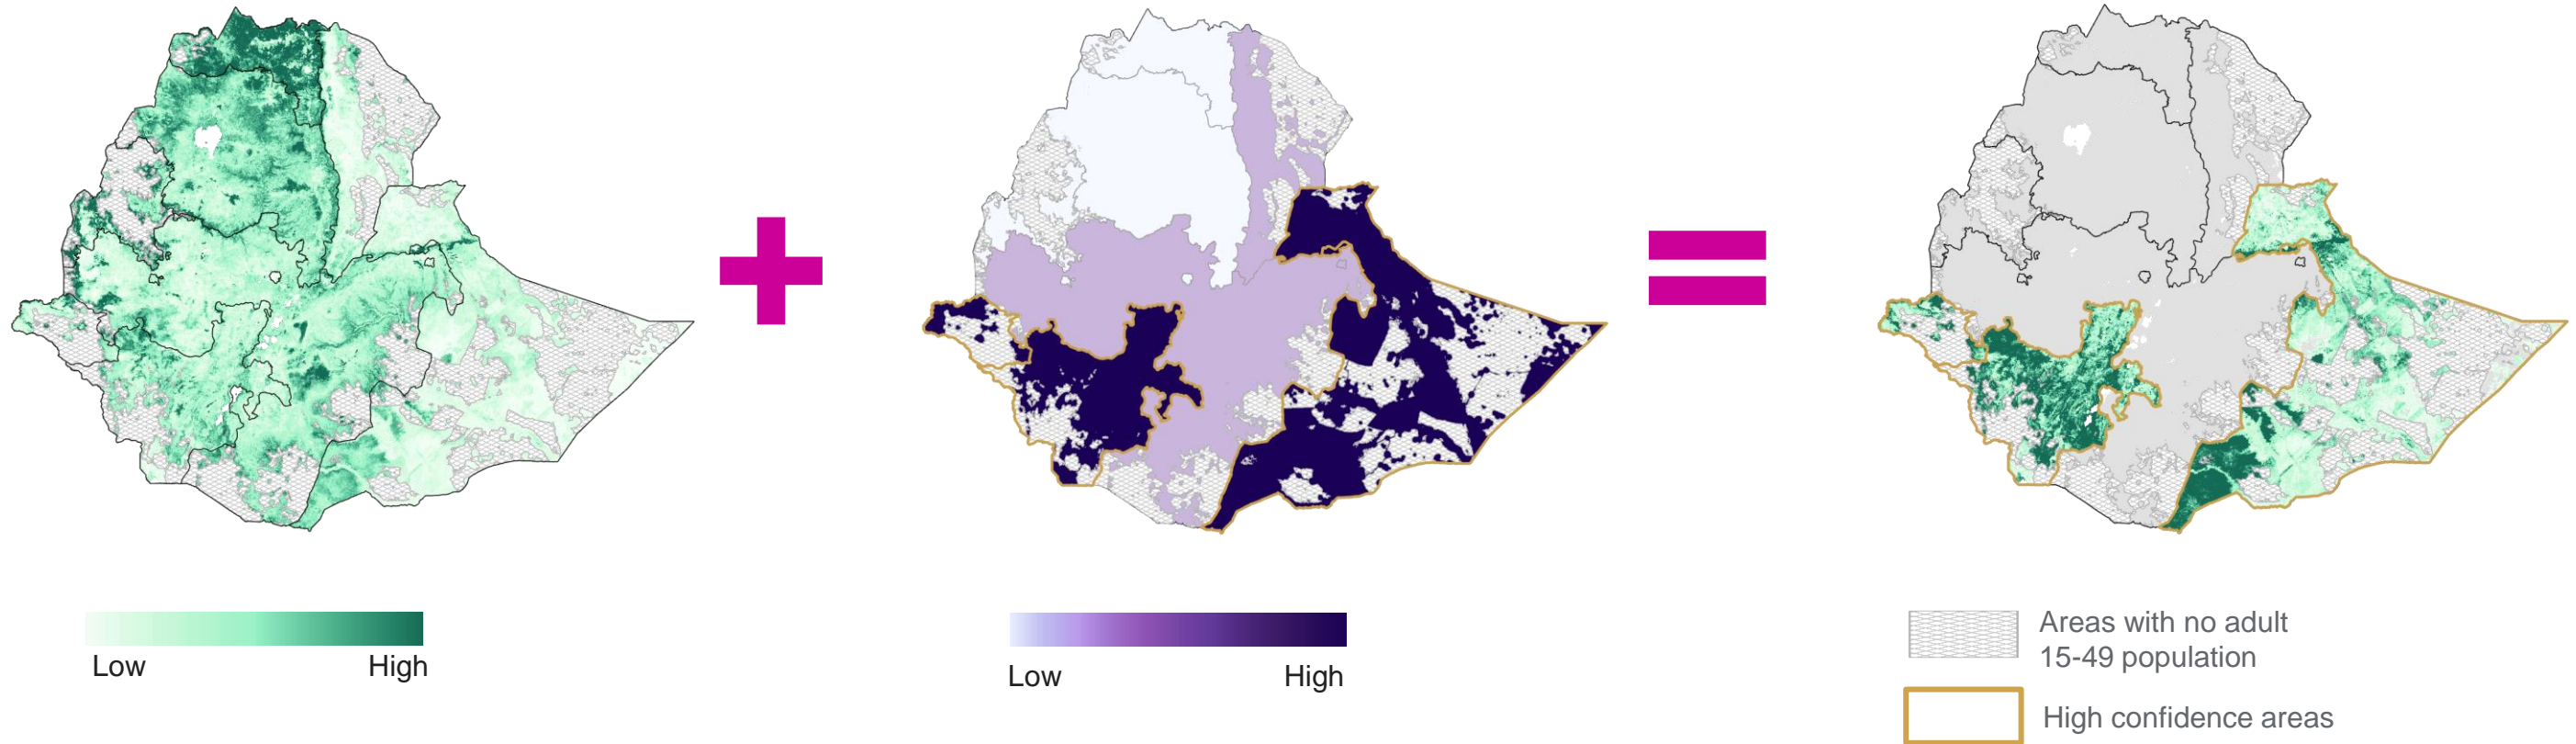 Low High
Low High
Areas with no adult
15-49 population
High confidence areas